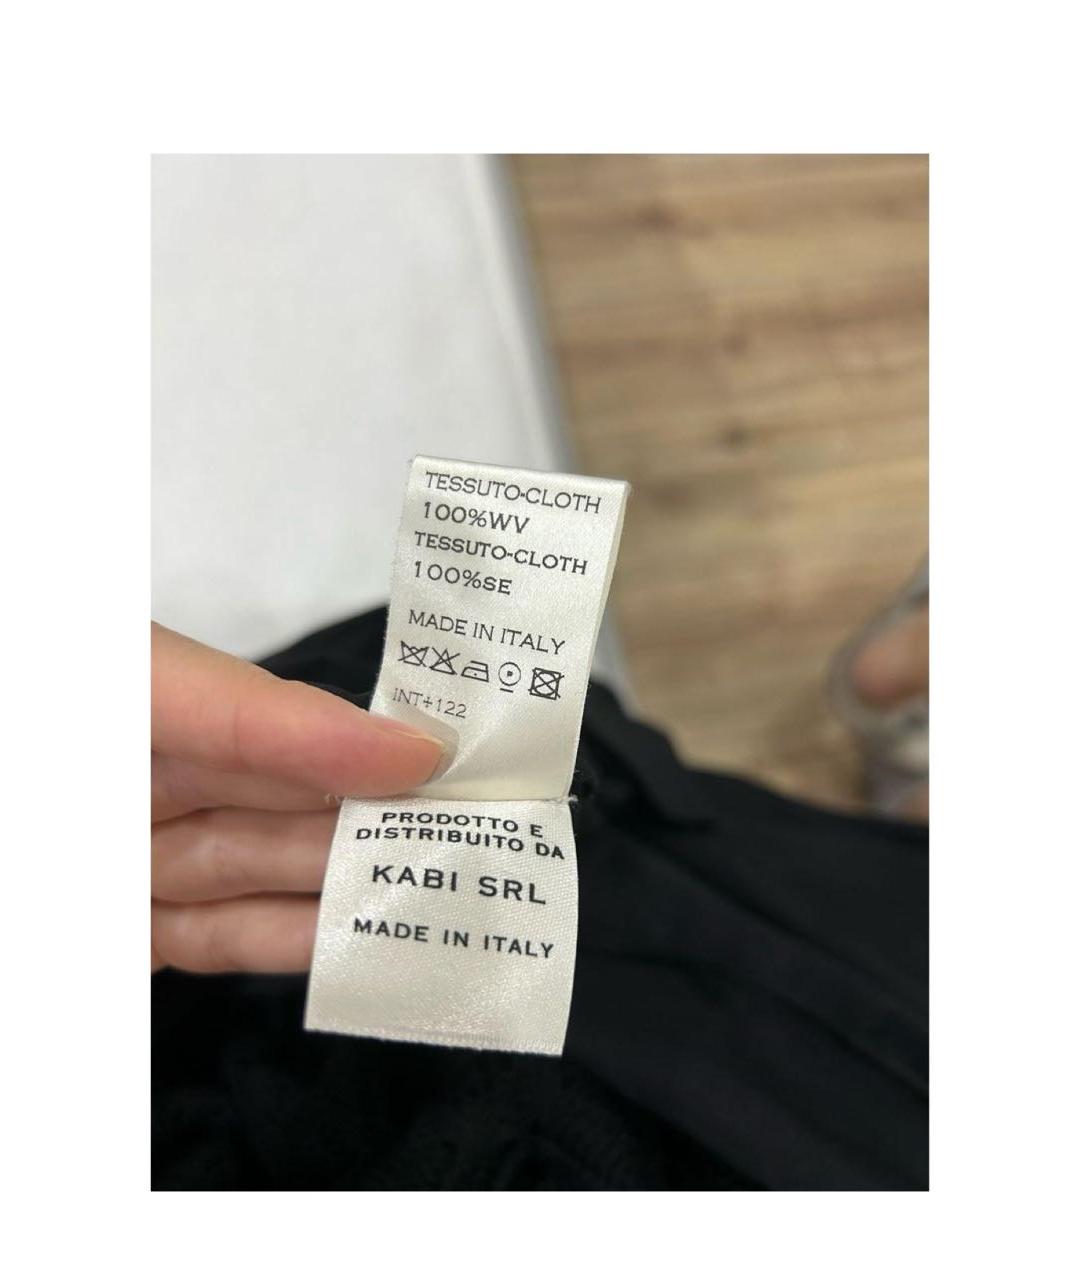 TESSUTO-CLOTH
100%WV
TESSUTO-CLOTH
100%SE
MADE IN ITALY
INT+122
PRODOTTO E
DISTRIBUITO DA
KABI SRL
MADE IN ITALY